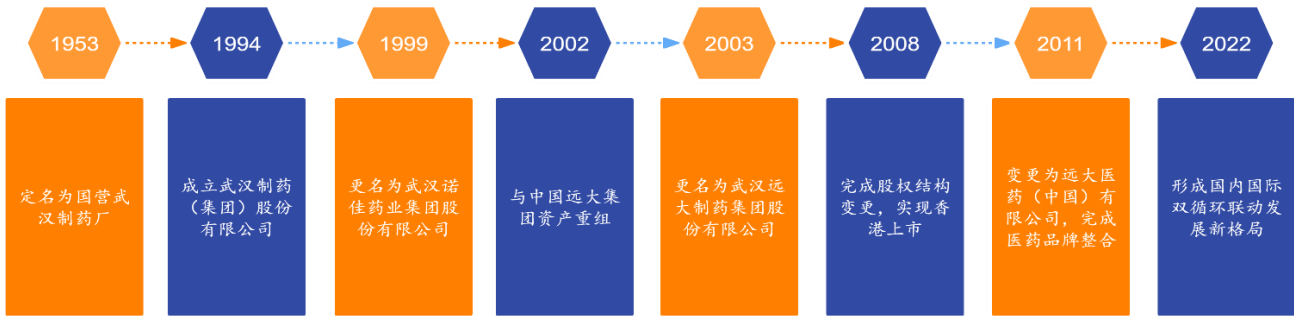 1953
1994
1999
2002
2003
2008
2011
2022
定名为国营武
汉制药厂
成立武汉制药
（集团）股份
有限公司
更名为武汉诺
佳药业集团股
份有限公司
与中国远大集
团资产重组
更名为武汉远
大制药集团股
份有限公司
完成股权结构
变更，实现香
港上市
变更为远大医
药（中国）有
限公司，完成
医药品牌整合
形成国内国际
双循环联动发
展新格局